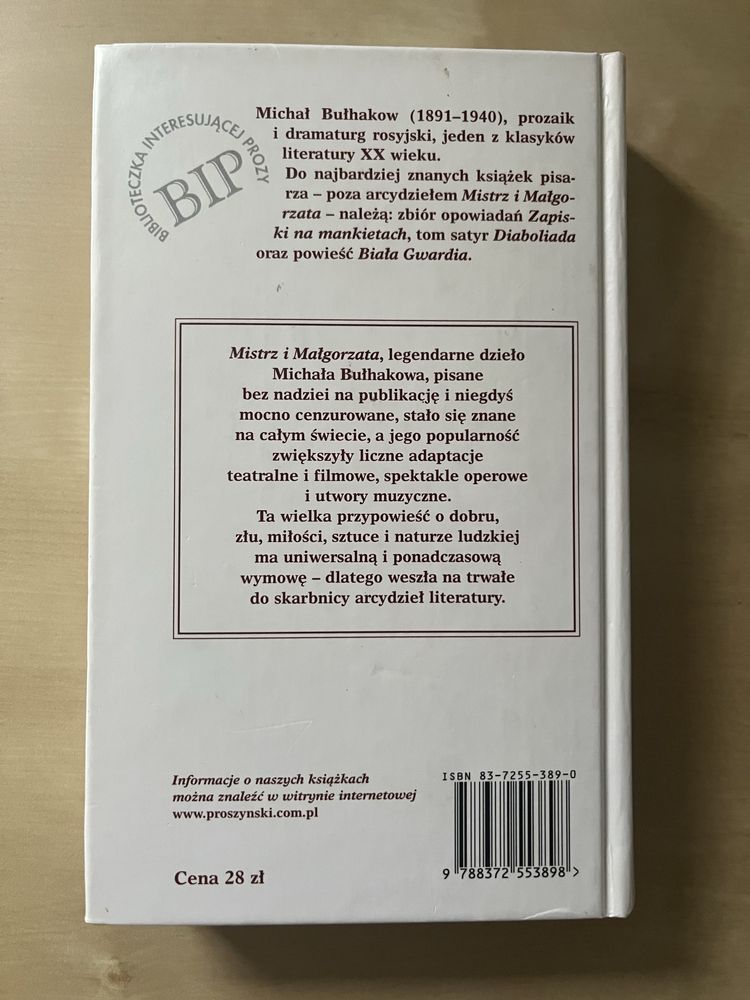 BIBLIOTECZKA INTERESUJĄCEJ PROZY
BIP
Michał Bułhakow (1891–1940), prozaik
i dramaturg rosyjski, jeden z klasyków
literatury XX wieku.
Do najbardziej znanych książek pisa-
rza – poza arcydziełem Mistrz i Małgo-
rzata – należą: zbiór opowiadań Zapis-
ki na mankietach, tom satyr Diaboliada
oraz powieść Biała Gwardia.
Mistrz i Małgorzata, legendarne dzieło
Michała Bułhakowa, pisane
bez nadziei na publikację i niegdyś
mocno cenzurowane, stało się znane
na całym świecie, a jego popularność
zwiększyły liczne adaptacje
teatralne i filmowe, spektakle operowe
i utwory muzyczne.
Ta wielka przypowieść o dobru,
złu, miłości, sztuce i naturze ludzkiej
ma uniwersalną i ponadczasową
wymowę – dlatego weszła na trwałe
do skarbnicy arcydzieł literatury.
Informacje o naszych książkach
można znaleźć w witrynie internetowej
www.proszynski.com.pl
Cena 28 zł
ISBN 83-7255-389-0
9 788372 553898 >